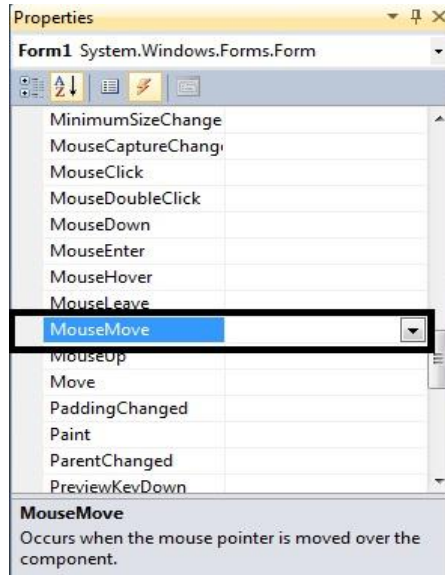 Properties
Form1 System.Windows.Forms.Form
MinimumSizeChange
MouseCaptureChang
MouseClick
MouseDoubleClick
MouseDown
MouseEnter
MouseHover
MouseLeave
MouseMove
MouseUp
Move
PaddingChanged
Paint
ParentChanged
PreviewKeyDown
MouseMove
Occurs when the mouse pointer is moved over the
component.